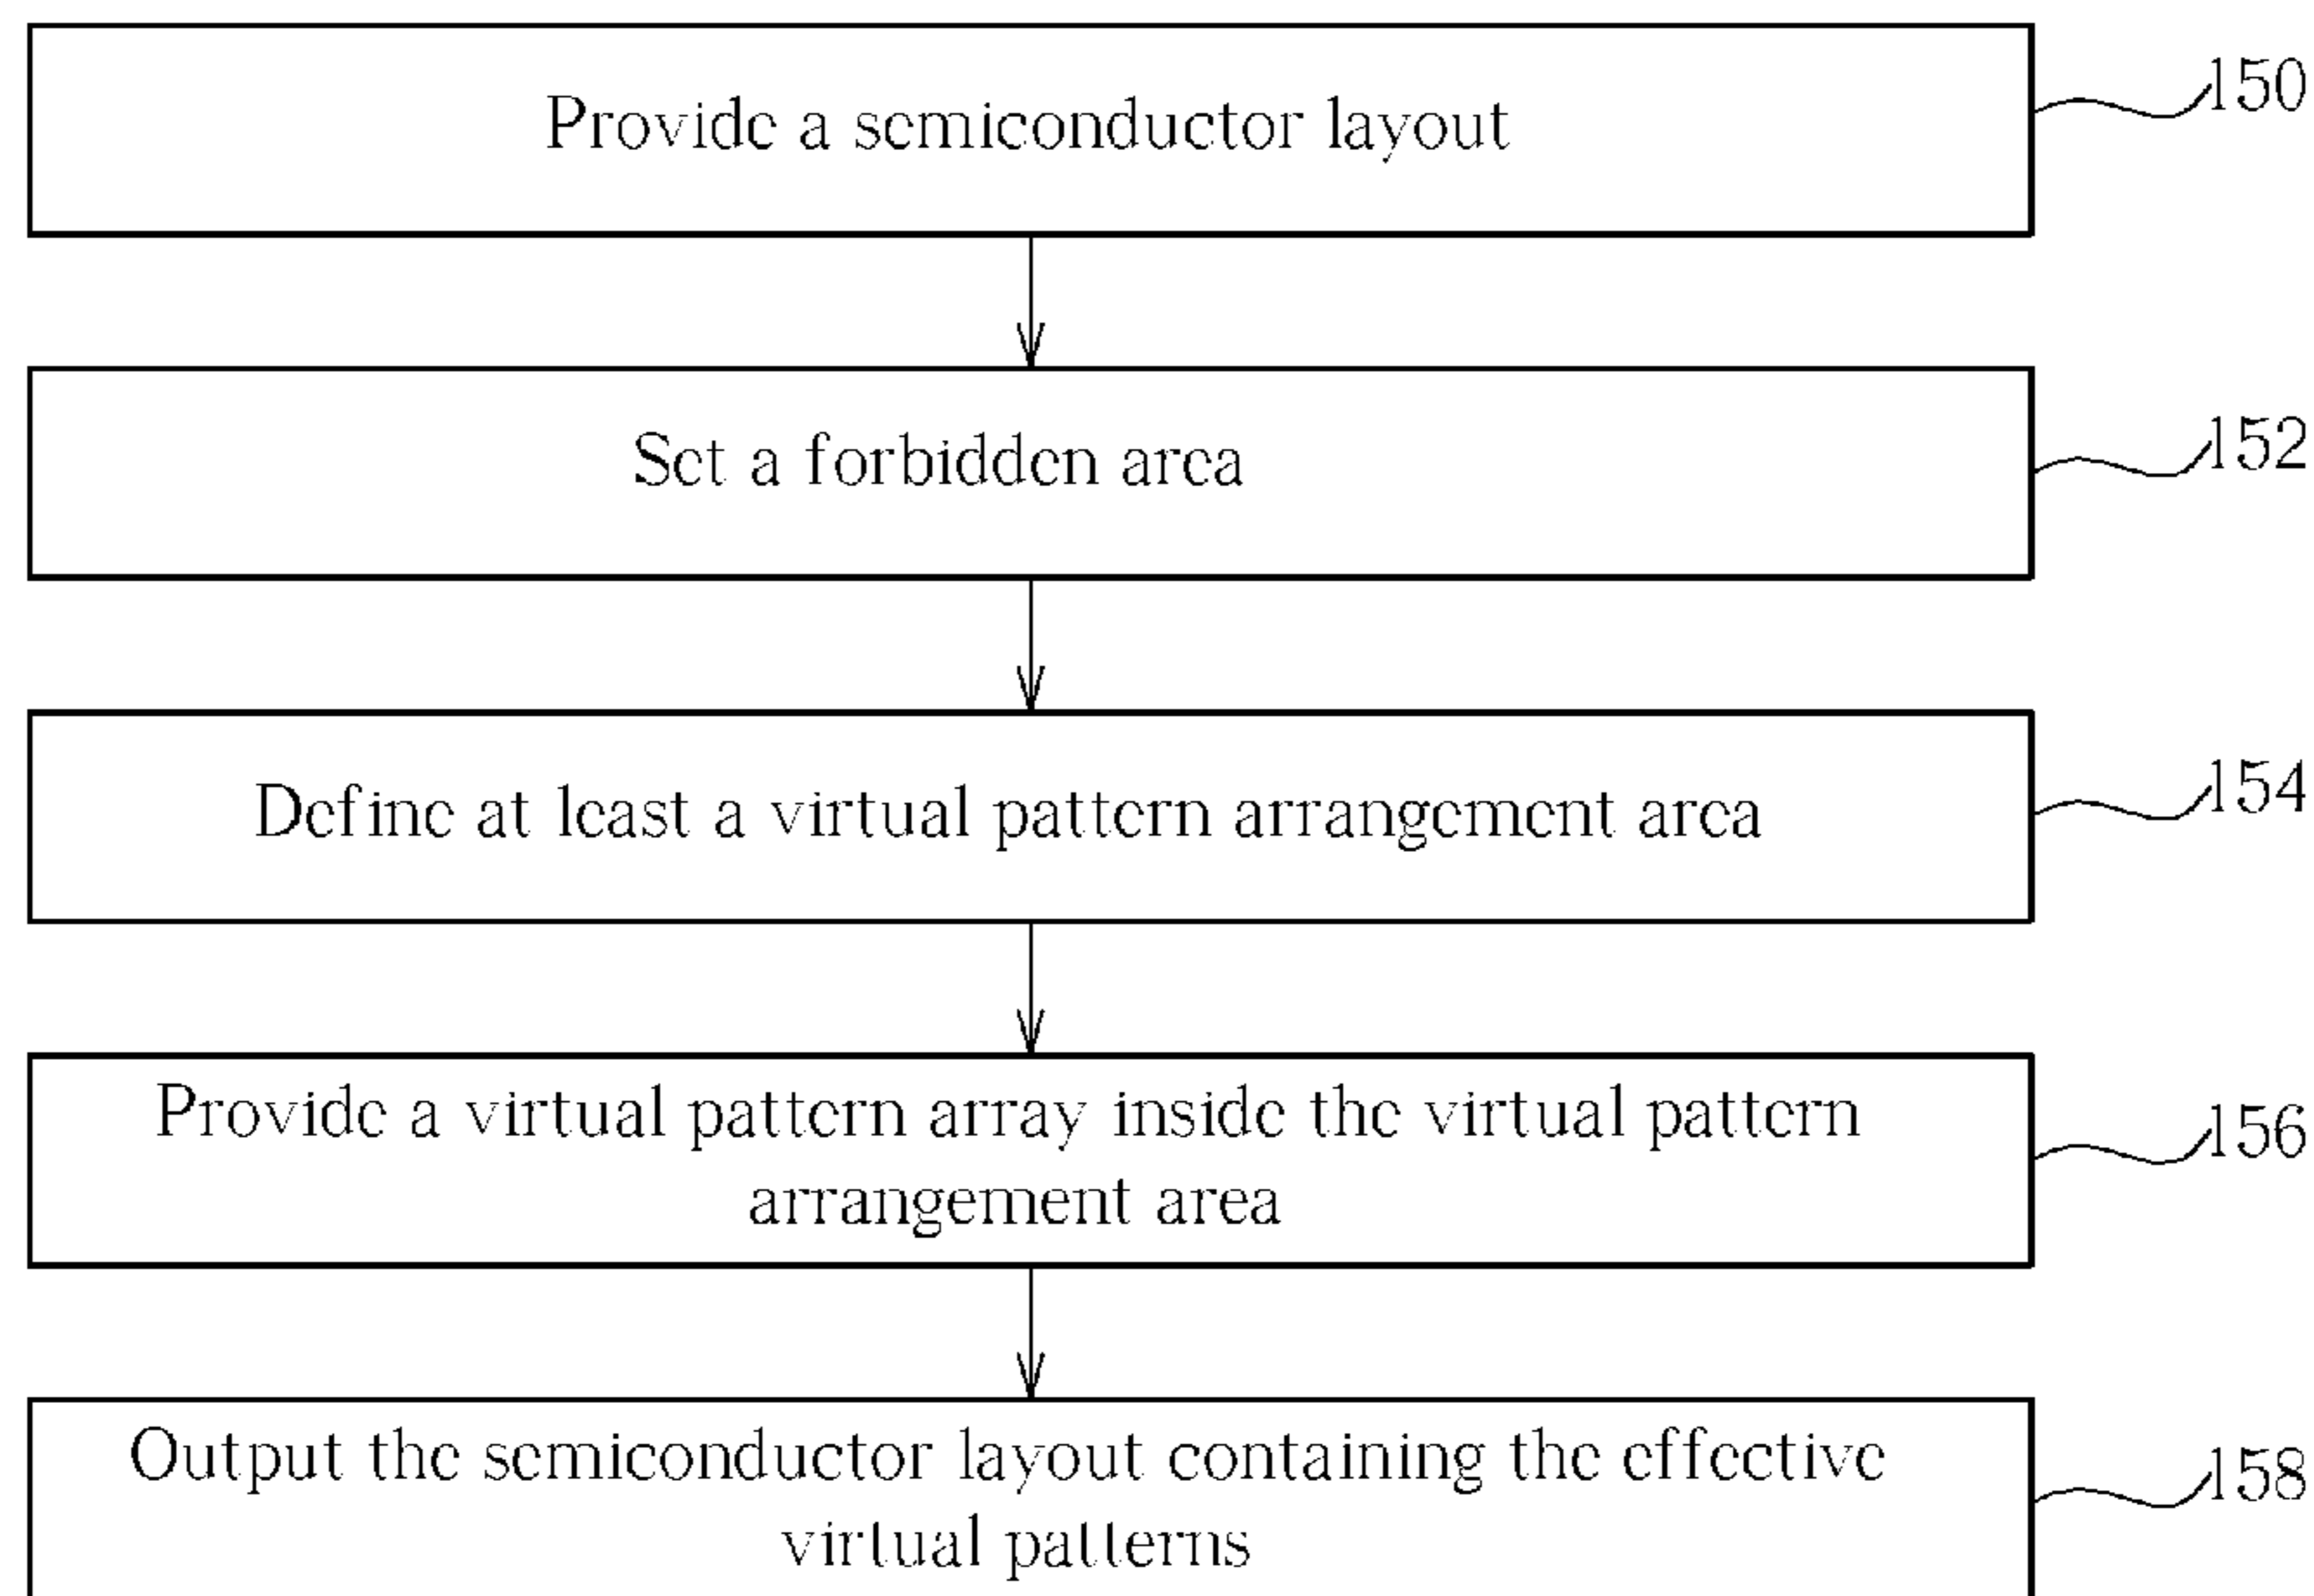 Provide a semiconductor layout
150
Set a forbidden area
152
Define at least a virtual pattern arrangement area
154
Provide a virtual pattern array inside the virtual pattern
arrangement area
156
Output the semiconductor layout containing the effective
virtual patterns
158